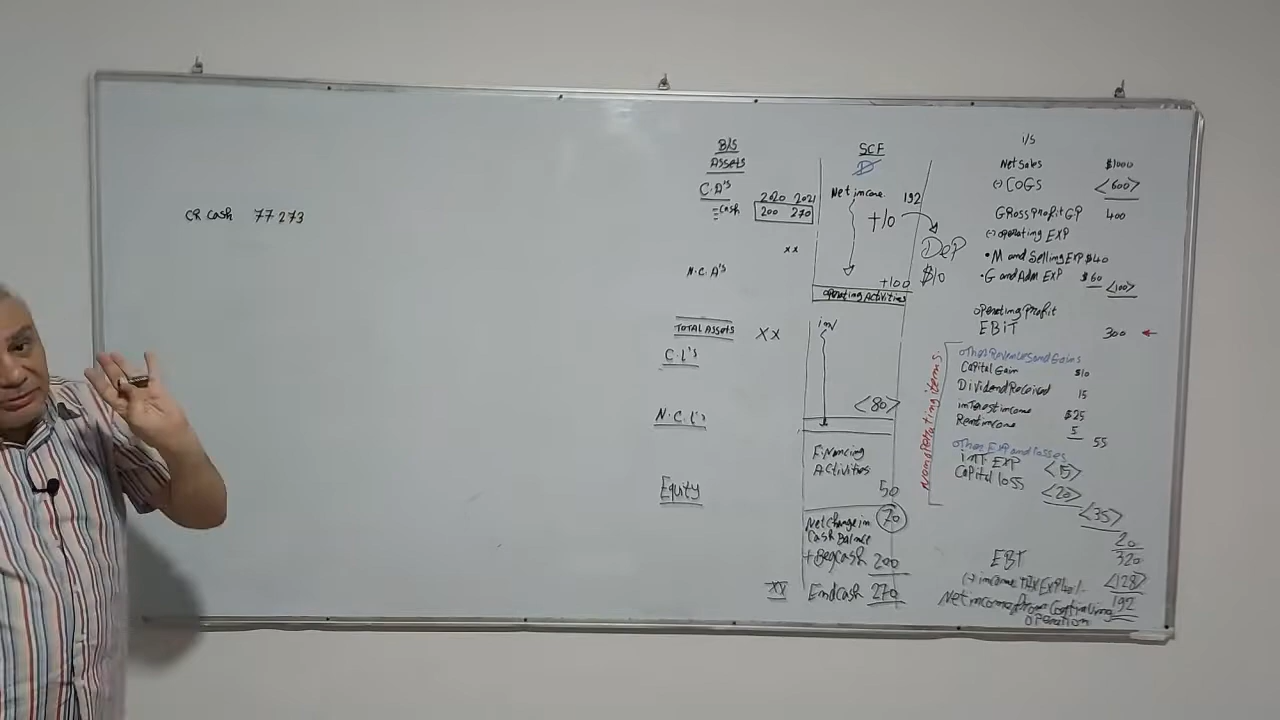 CR Cash 77 273
B/S
Assets
C.A's
2020 2021
= Cash 200 270
xx
N.C.A's
TOTAL Assets XX
C.L's
N.C.L's
Equity
XX
SCF
D
Net income 192
+10
+100
operating Activities
inv
<80>
Financing
Activities
50
Net change in 70
Cash Balance
+ Beg cash 200
End cash 270
Dep
$10
I/S
Net Sales $1000
(-) COGS <600>
Gross Profit GP 400
(-) operating EXP
• M and Selling EXP $40
• G and Adm EXP $60
<100>
operating Profit
EBIT 300 ←
Non operating items
other Revenues and Gains
Capital Gain $10
Dividend Received 15
interest income $25
Rent income 5
55
other Exp and losses
INT EXP <15>
Capital loss <20>
<35>
20
EBT 320
(-) income TAX EXP 40% <128>
Net income from Continuing 192
operation